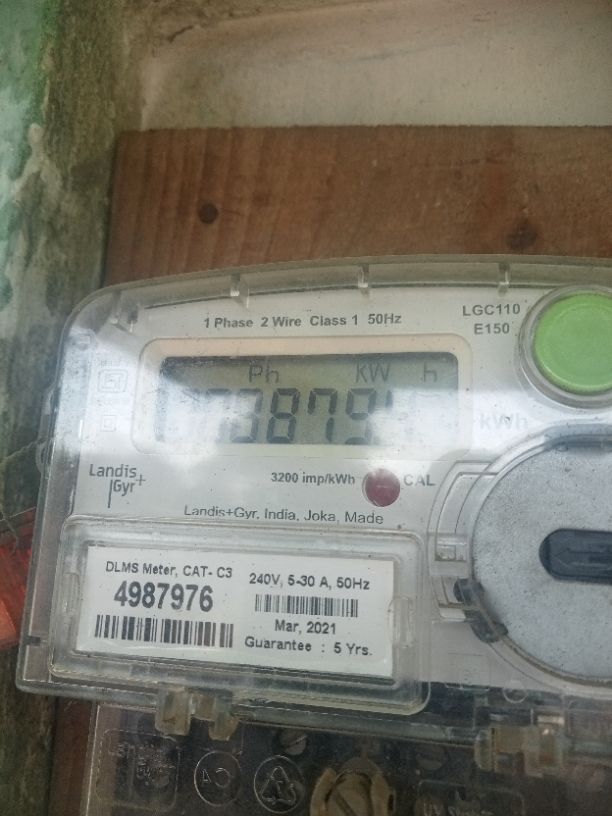 LGC110
E150
1 Phase 2 Wire Class 1 50Hz
Ph kW h
kWh
Landis
Gyr+
3200 imp/kWh CAL
Landis+Gyr, India, Joka, Made
DLMS Meter, CAT- C3
4987976
240V, 5-30 A, 50Hz
Mar, 2021
Guarantee : 5 Yrs.